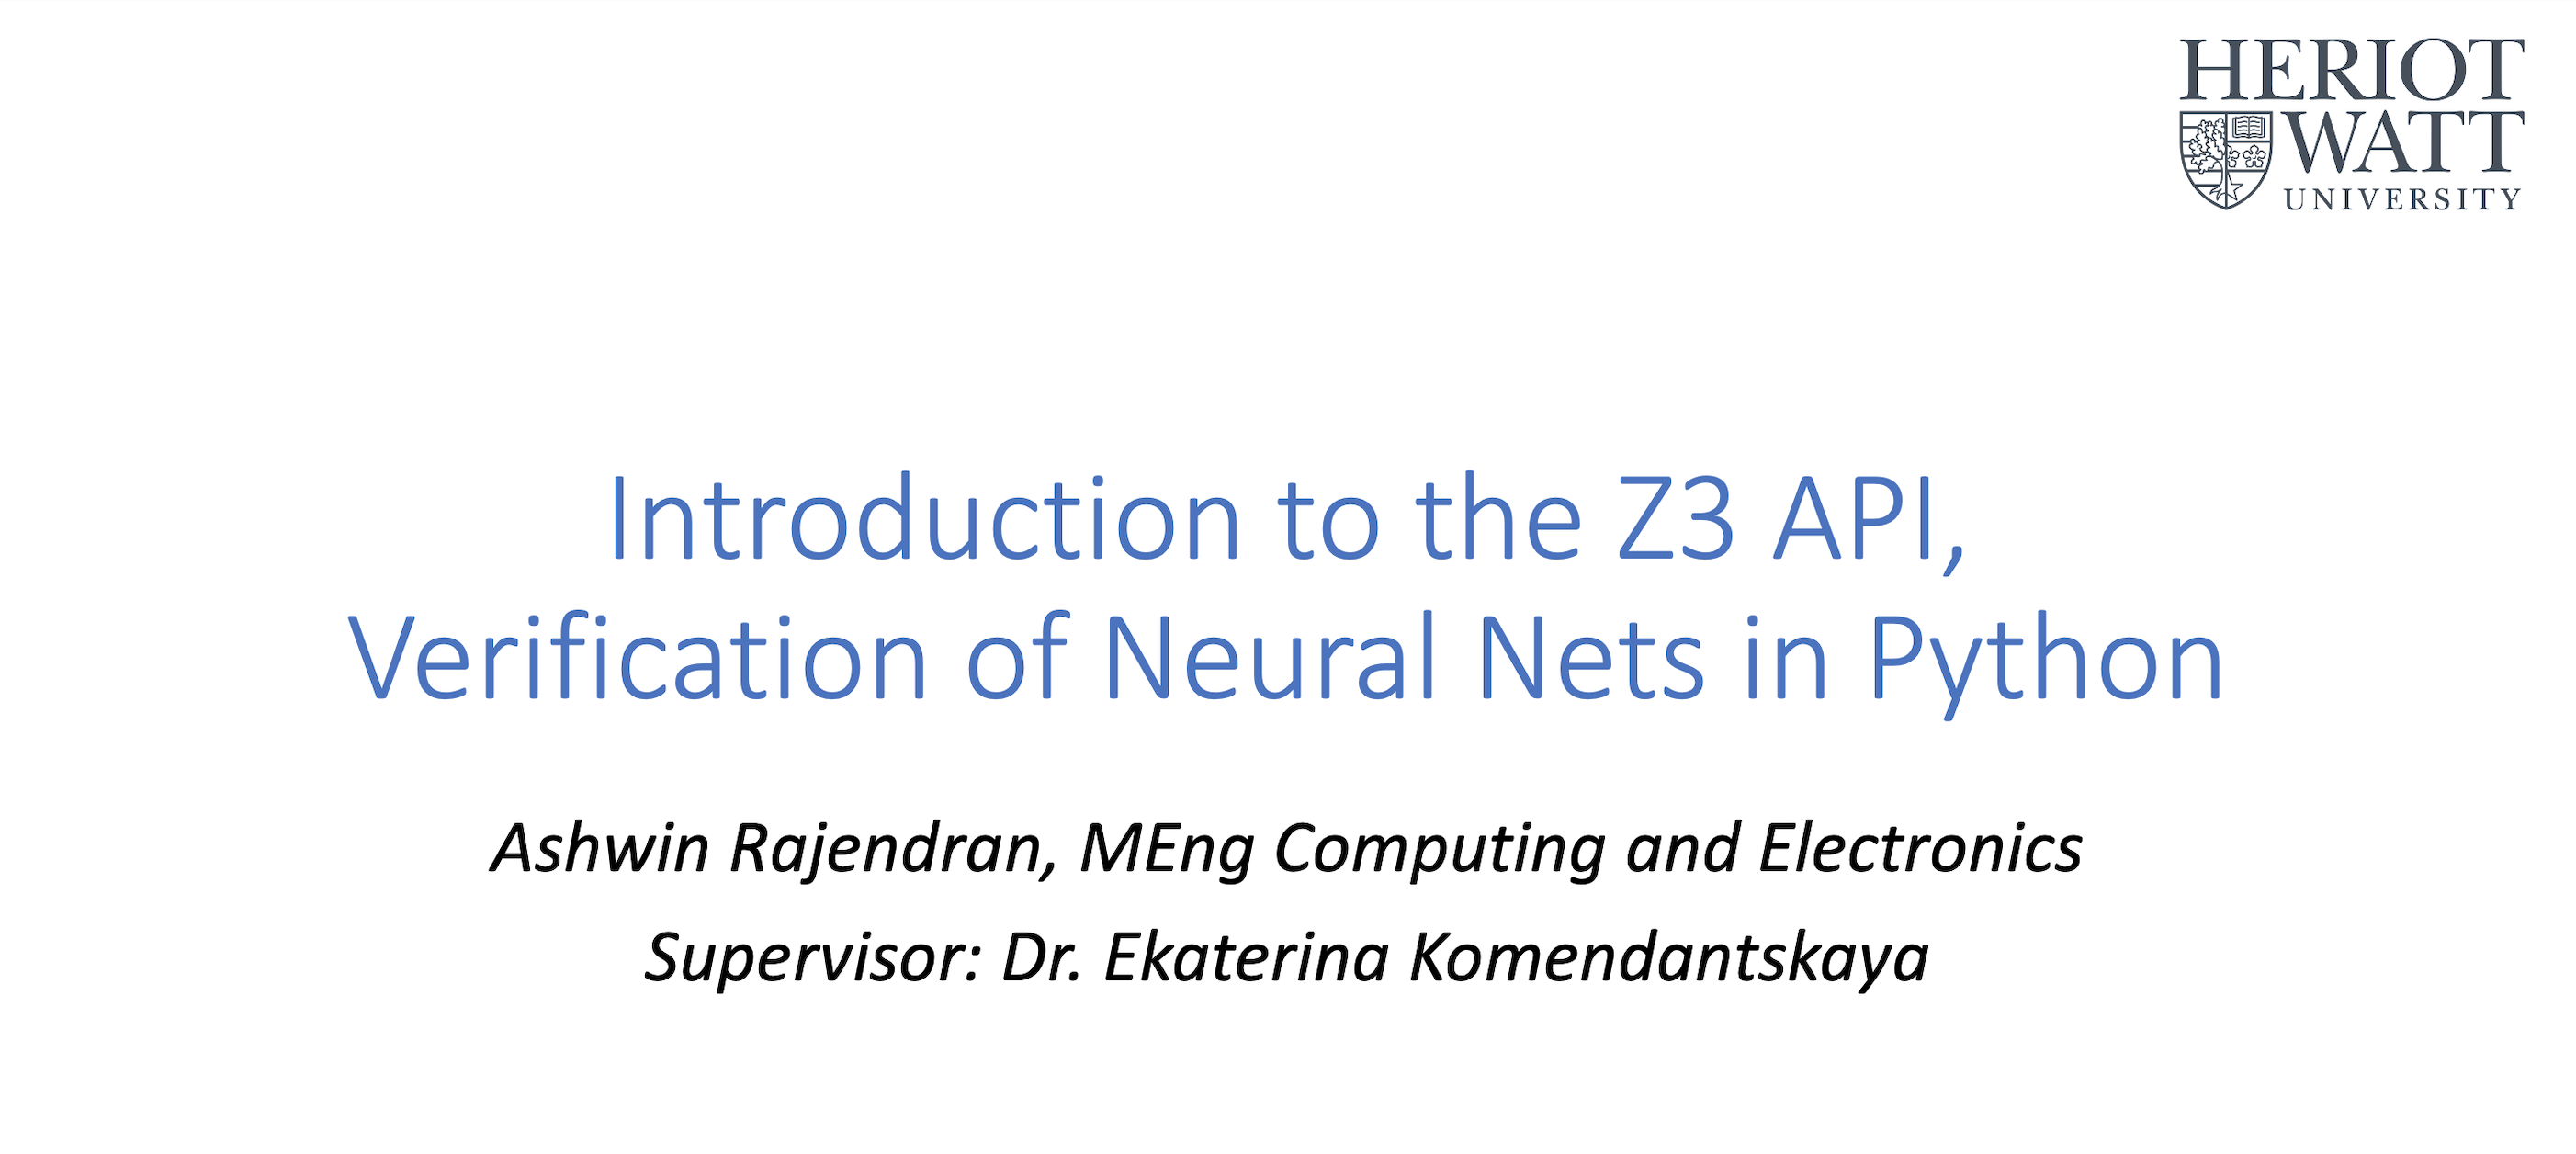 HERIOT
WATT
UNIVERSITY
Introduction to the Z3 API,
Verification of Neural Nets in Python
Ashwin Rajendran, MEng Computing and Electronics
Supervisor: Dr. Ekaterina Komendantskaya